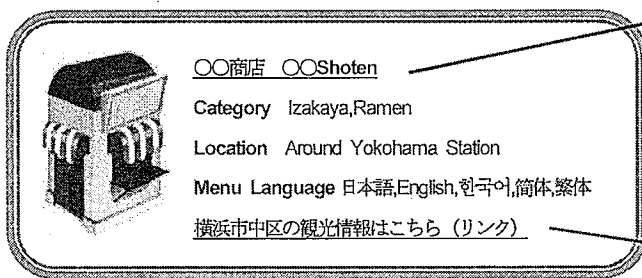 ○○商店 ○○Shoten
Category Izakaya,Ramen
Location Around Yokohama Station
Menu Language 日本語,English,한국어,簡体,繁体
横浜市中区の観光情報はこちら（リンク）